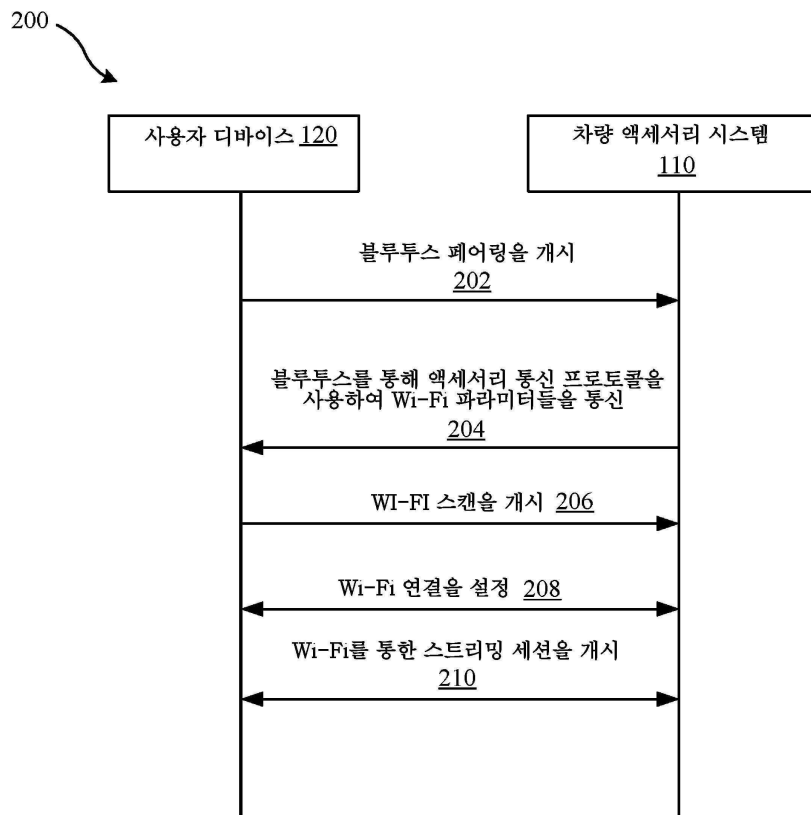 200
사용자 디바이스 120
차량 액세서리 시스템
110
블루투스 페어링을 개시
202
블루투스를 통해 액세서리 통신 프로토콜을
사용하여 Wi-Fi 파라미터들을 통신
204
WI-FI 스캔을 개시 206
Wi-Fi 연결을 설정 208
Wi-Fi를 통한 스트리밍 세션을 개시
210